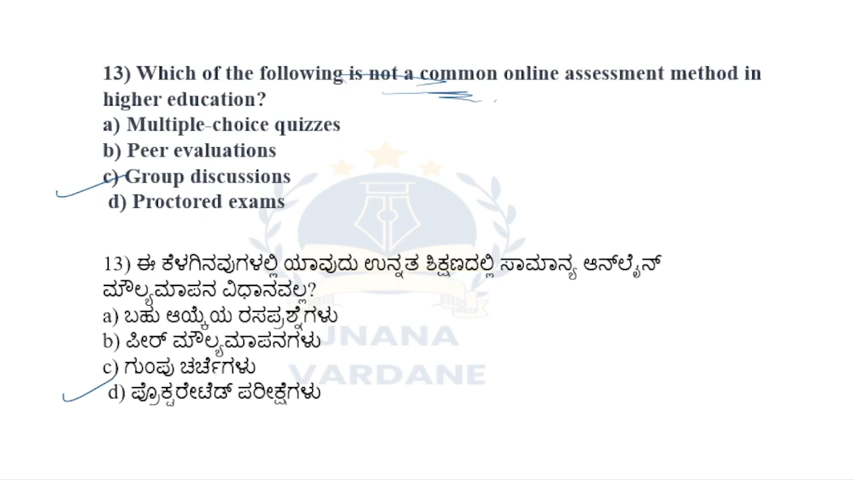 13) Which of the following is not a common online assessment method in
higher education?
a) Multiple-choice quizzes
b) Peer evaluations
c) Group discussions
d) Proctored exams
13) ಈ ಕೆಳಗಿನವುಗಳಲ್ಲಿ ಯಾವುದು ಉನ್ನತ ಶಿಕ್ಷಣದಲ್ಲಿ ಸಾಮಾನ್ಯ ಆನ್‌ಲೈನ್
ಮೌಲ್ಯಮಾಪನ ವಿಧಾನವಲ್ಲ?
a) ಬಹು ಆಯ್ಕೆಯ ರಸಪ್ರಶ್ನೆಗಳು
JNANA
b) ಪೀರ್ ಮೌಲ್ಯಮಾಪನಗಳು
c) ಗುಂಪು ಚರ್ಚೆಗಳು
VARDANE
d) ಪ್ರೊಕ್ಟರೇಟೆಡ್ ಪರೀಕ್ಷೆಗಳು